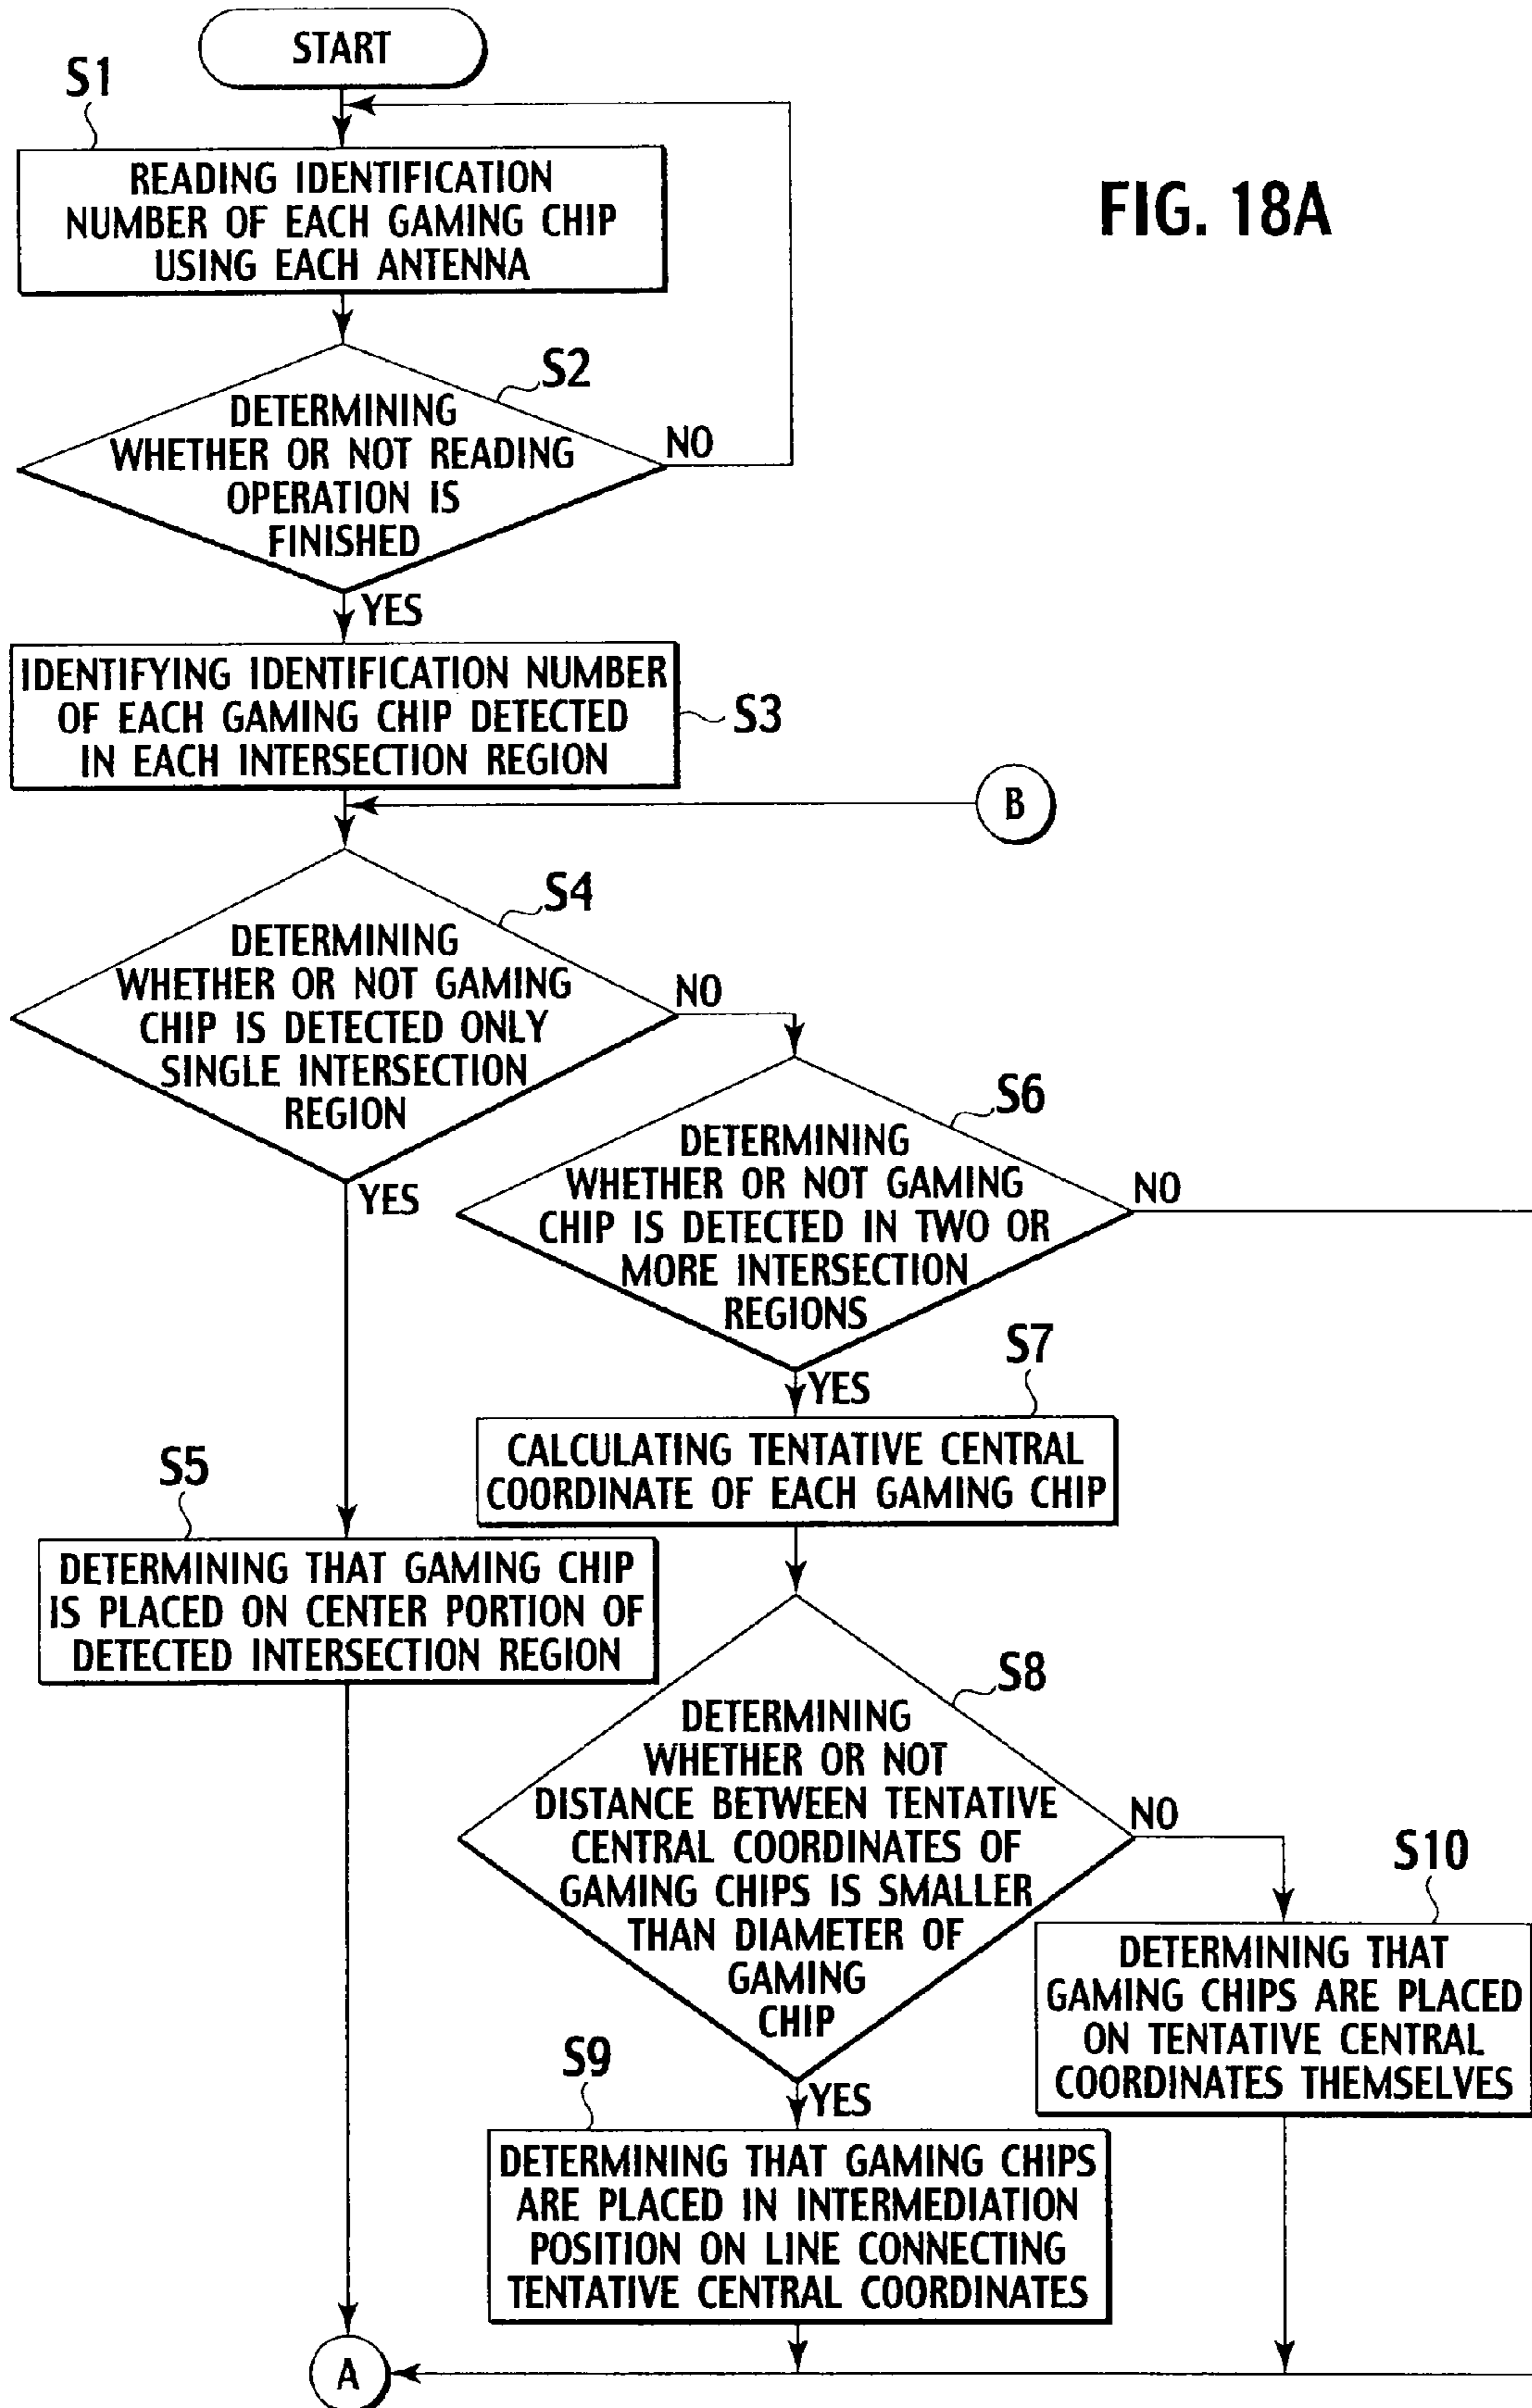 START
S1
READING IDENTIFICATION
NUMBER OF EACH GAMING CHIP
USING EACH ANTENNA
FIG. 18A
S2
DETERMINING
WHETHER OR NOT READING
OPERATION IS
FINISHED
NO
YES
IDENTIFYING IDENTIFICATION NUMBER
OF EACH GAMING CHIP DETECTED
IN EACH INTERSECTION REGION
S3
B
S4
DETERMINING
WHETHER OR NOT GAMING
CHIP IS DETECTED ONLY
SINGLE INTERSECTION
REGION
NO
YES
S6
DETERMINING
WHETHER OR NOT GAMING
CHIP IS DETECTED IN TWO OR
MORE INTERSECTION
REGIONS
NO
YES
S7
CALCULATING TENTATIVE CENTRAL
COORDINATE OF EACH GAMING CHIP
S5
DETERMINING THAT GAMING CHIP
IS PLACED ON CENTER PORTION OF
DETECTED INTERSECTION REGION
S8
DETERMINING
WHETHER OR NOT
DISTANCE BETWEEN TENTATIVE
CENTRAL COORDINATES OF
GAMING CHIPS IS SMALLER
THAN DIAMETER OF
GAMING
CHIP
NO
YES
S10
DETERMINING THAT
GAMING CHIPS ARE PLACED
ON TENTATIVE CENTRAL
COORDINATES THEMSELVES
S9
DETERMINING THAT GAMING CHIPS
ARE PLACED IN INTERMEDIATION
POSITION ON LINE CONNECTING
TENTATIVE CENTRAL COORDINATES
A